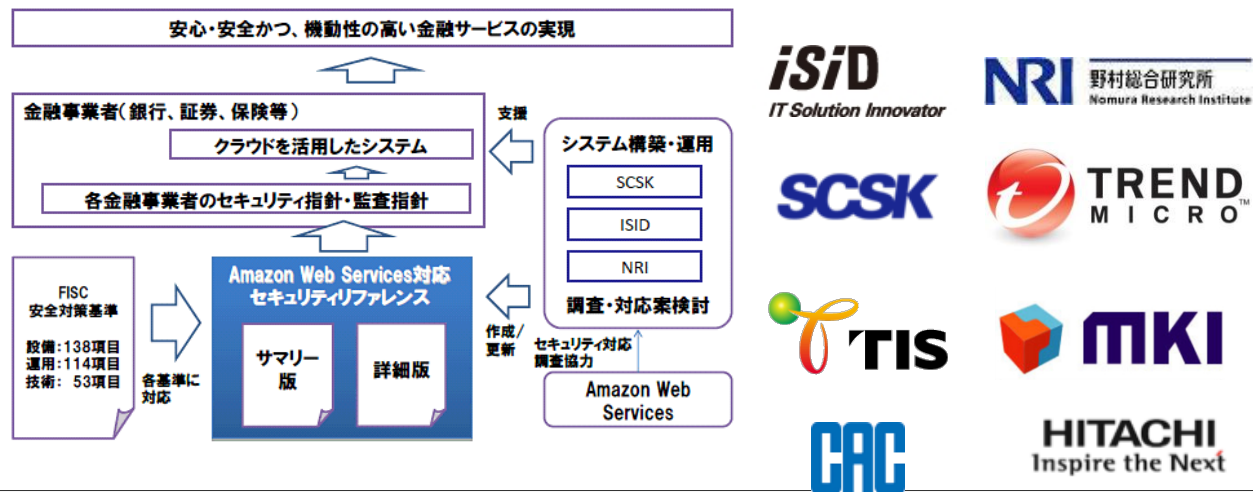 安心・安全かつ、機動性の高い金融サービスの実現
金融事業者(銀行、証券、保険等)
クラウドを活用したシステム
各金融事業者のセキュリティ指針・監査指針
支援
システム構築・運用
SCSK
ISID
NRI
調査・対応案検討
FISC
安全対策基準
設備:138項目
運用:114項目
技術: 53項目
各基準に
対応
Amazon Web Services対応
セキュリティリファレンス
サマリー
版
詳細版
作成/
更新
セキュリティ対応
調査協力
Amazon Web
Services
iSiD
IT Solution Innovator
NRI
野村総合研究所
Nomura Research Institute
SCSK
TREND
MICRO™
TIS
MKI
CAC
HITACHI
Inspire the Next